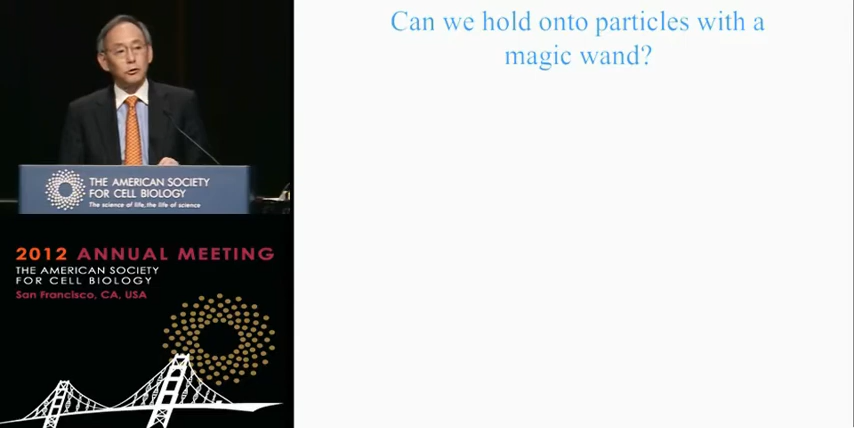 Can we hold onto particles with a
magic wand?
THE AMERICAN SOCIETY
FOR CELL BIOLOGY
The science of life, the life of science
2012 ANNUAL MEETING
THE AMERICAN SOCIETY
FOR CELL BIOLOGY
San Francisco, CA, USA